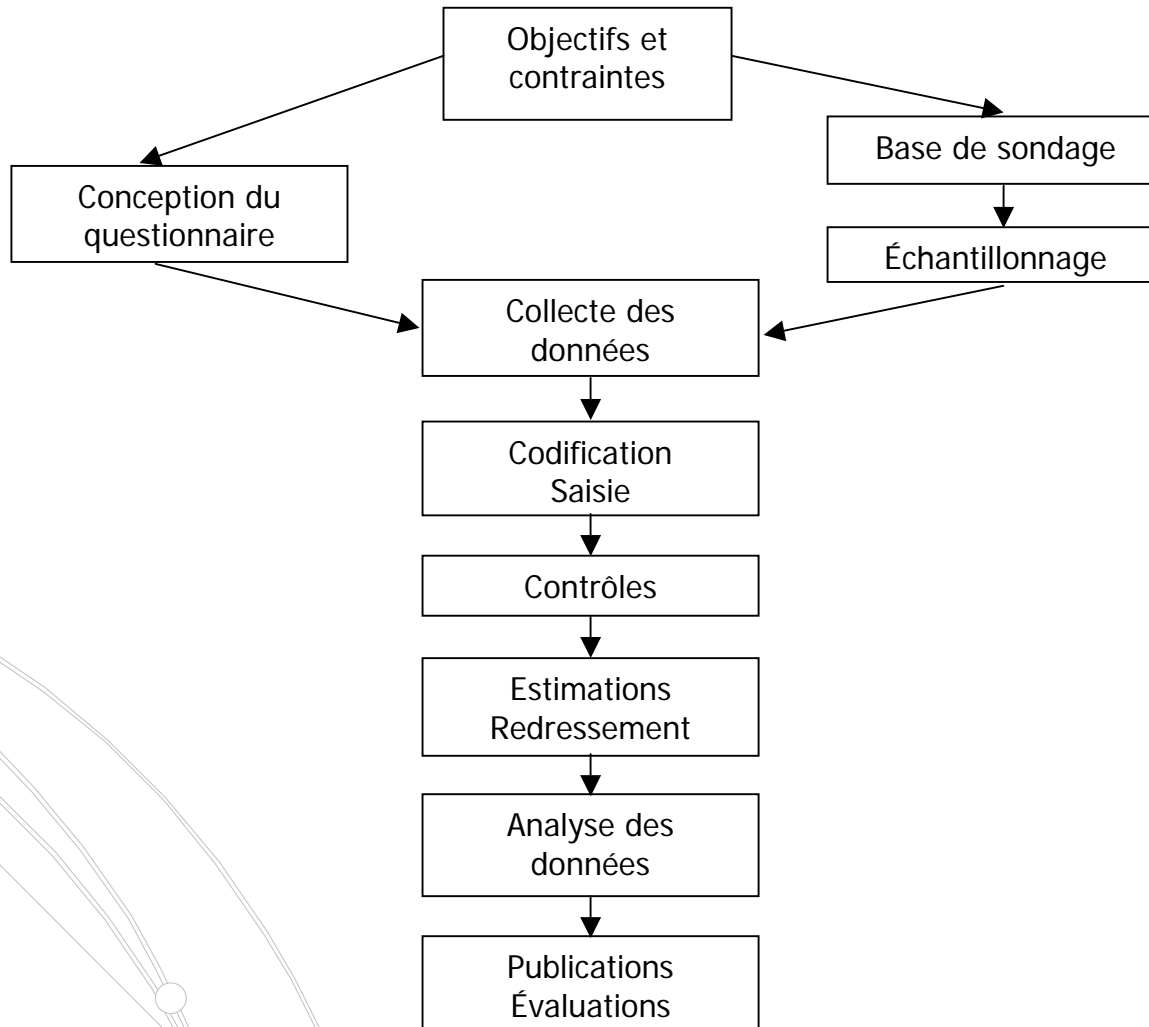 Objectifs et
contraintes
Base de sondage
Conception du
questionnaire
Échantillonnage
Collecte des
données
Codification
Saisie
Contrôles
Estimations
Redressement
Analyse des
données
Publications
Évaluations